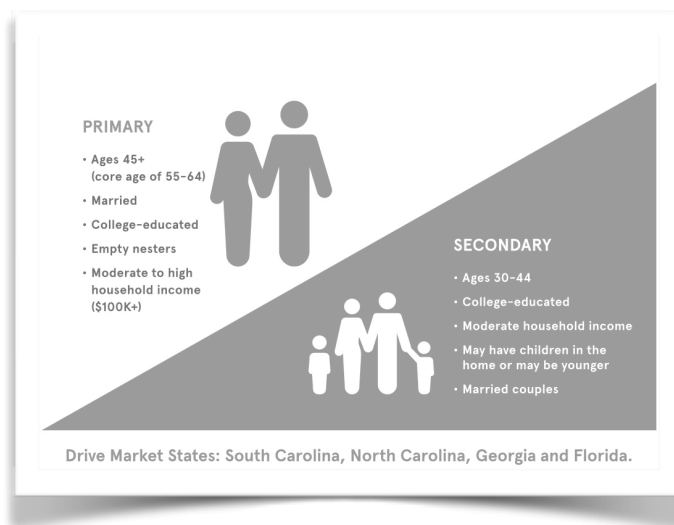 PRIMARY
• Ages 45+
(core age of 55-64)
• Married
• College-educated
• Empty nesters
• Moderate to high
household income
($100K+)
SECONDARY
• Ages 30-44
• College-educated
• Moderate household income
• May have children in the
home or may be younger
• Married couples
Drive Market States: South Carolina, North Carolina, Georgia and Florida.